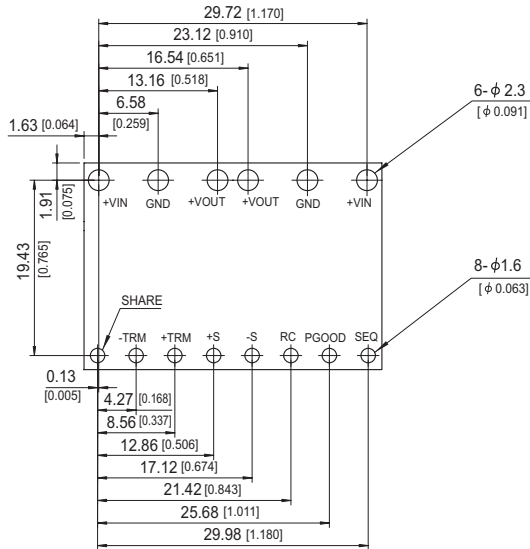 29.72 [1.170]
23.12 [0.910]
16.54 [0.651]
13.16 [0.518]
6.58
[0.259]
1.63 [0.064]
6-ϕ 2.3
[ϕ 0.091]
1.91
[0.075]
+VIN GND +VOUT +VOUT GND +VIN
19.43
[0.765]
8-ϕ1.6
[ϕ 0.063]
SHARE
-TRM +TRM +S -S RC PGOOD SEQ
0.13
[0.005]
4.27 [0.168]
8.56 [0.337]
12.86 [0.506]
17.12 [0.674]
21.42 [0.843]
25.68 [1.011]
29.98 [1.180]